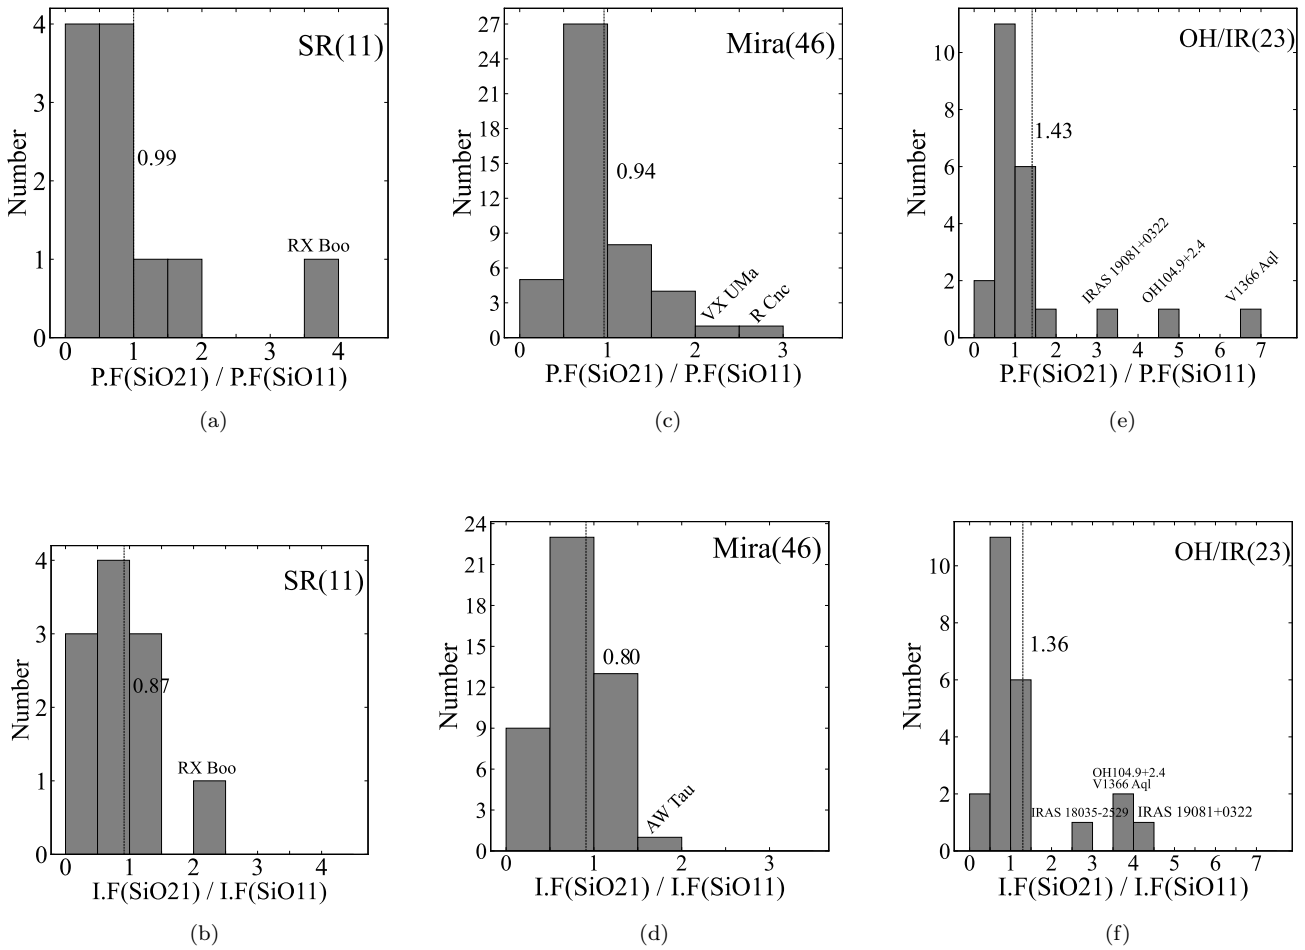 SR(11)
4
3
2
1
0
Number
0.99
RX Boo
0 1 2 3 4
P.F(SiO21) / P.F(SiO11)
(a)
Mira(46)
27
24
21
18
15
12
9
6
3
0
Number
0.94
VX UMa
R Cnc
0 1 2 3
P.F(SiO21) / P.F(SiO11)
(c)
OH/IR(23)
10
8
6
4
2
0
Number
1.43
IRAS 19081+0322
OH104.9+2.4
V1366 Aql
0 1 2 3 4 5 6 7
P.F(SiO21) / P.F(SiO11)
(e)
SR(11)
4
3
2
1
0
Number
0.87
RX Boo
0 1 2 3 4
I.F(SiO21) / I.F(SiO11)
(b)
Mira(46)
24
21
18
15
12
9
6
3
0
Number
0.80
AW Tau
0 1 2 3
I.F(SiO21) / I.F(SiO11)
(d)
OH/IR(23)
10
8
6
4
2
0
Number
1.36
OH104.9+2.4
V1366 Aql
IRAS 18035-2529
IRAS 19081+0322
0 1 2 3 4 5 6 7
I.F(SiO21) / I.F(SiO11)
(f)